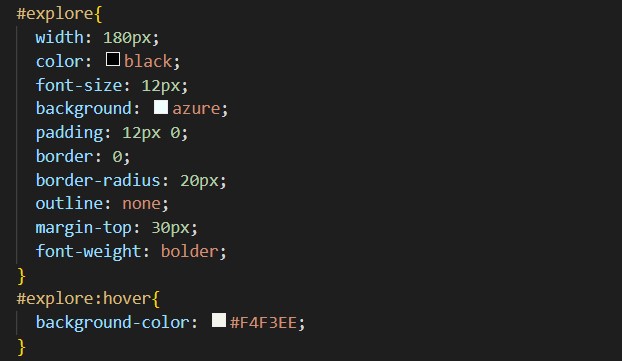 #explore{
width: 180px;
color: black;
font-size: 12px;
background: azure;
padding: 12px 0;
border: 0;
border-radius: 20px;
outline: none;
margin-top: 30px;
font-weight: bolder;
}
#explore:hover{
background-color: #F4F3EE;
}